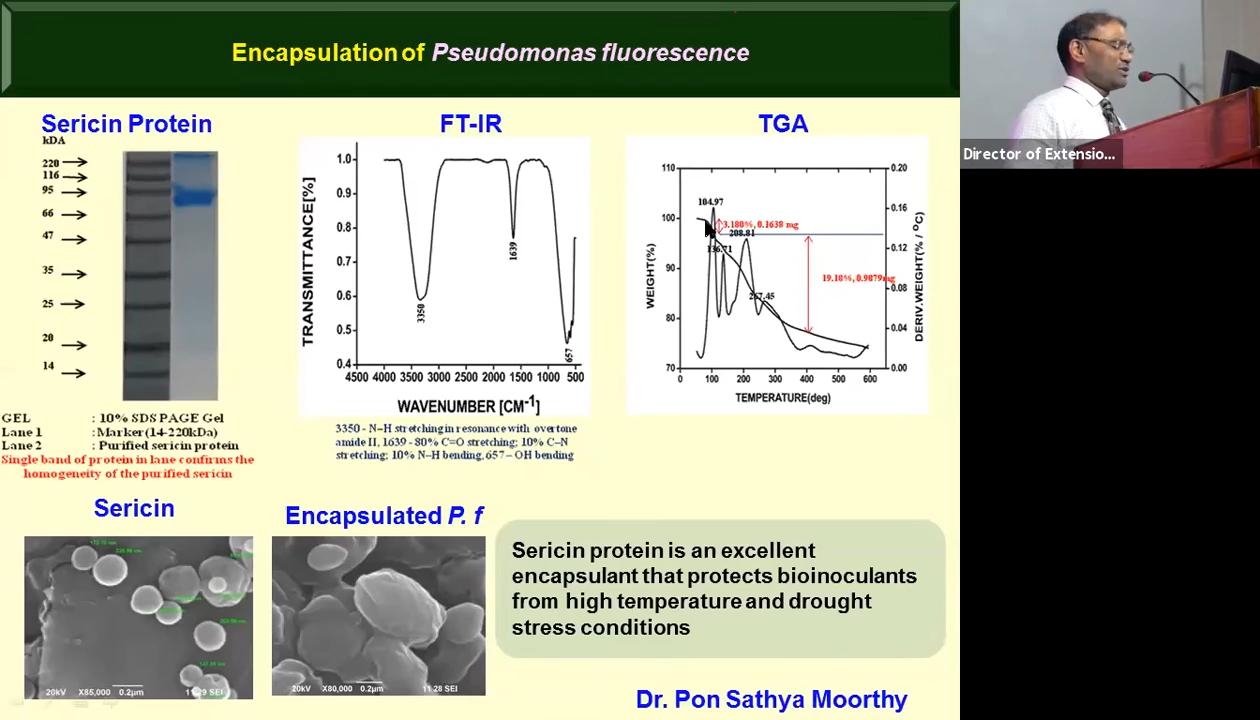 Encapsulation of Pseudomonas fluorescence
Director of Extensio...
Sericin Protein
kDA
220
116
95
66
47
35
25
20
14
GEL : 10% SDS PAGE Gel
Lane 1 : Marker(14-220kDa)
Lane 2 : Purified sericin protein
Single band of protein in lane confirms the
homogeneity of the purified sericin
FT-IR
TRANSMITTANCE[%]
1.0
0.9
0.8
0.7
0.6
0.5
0.4
3350
1639
657
4500 4000 3500 3000 2500 2000 1500 1000 500
WAVENUMBER [CM-1]
3350 - N–H stretching in resonance with overtone
amide II, 1639 - 80% C=O stretching; 10% C–N
stretching; 10% N–H bending, 657 – OH bending
TGA
WEIGHT(%)
110
100
90
80
70
104.97
3.180%, 0.1638 mg
208.81
136.71
267.45
19.18%, 0.9879mg
0.20
0.16
0.12
0.08
0.04
0.00
DERIV.WEIGHT(% / °C)
0 100 200 300 400 500 600
TEMPERATURE(deg)
Sericin
20kV X85,000 0.2µm 11 29 SEI
Encapsulated P. f
20kV X80,000 0.2µm 11 28 SEI
Sericin protein is an excellent
encapsulant that protects bioinoculants
from high temperature and drought
stress conditions
Dr. Pon Sathya Moorthy